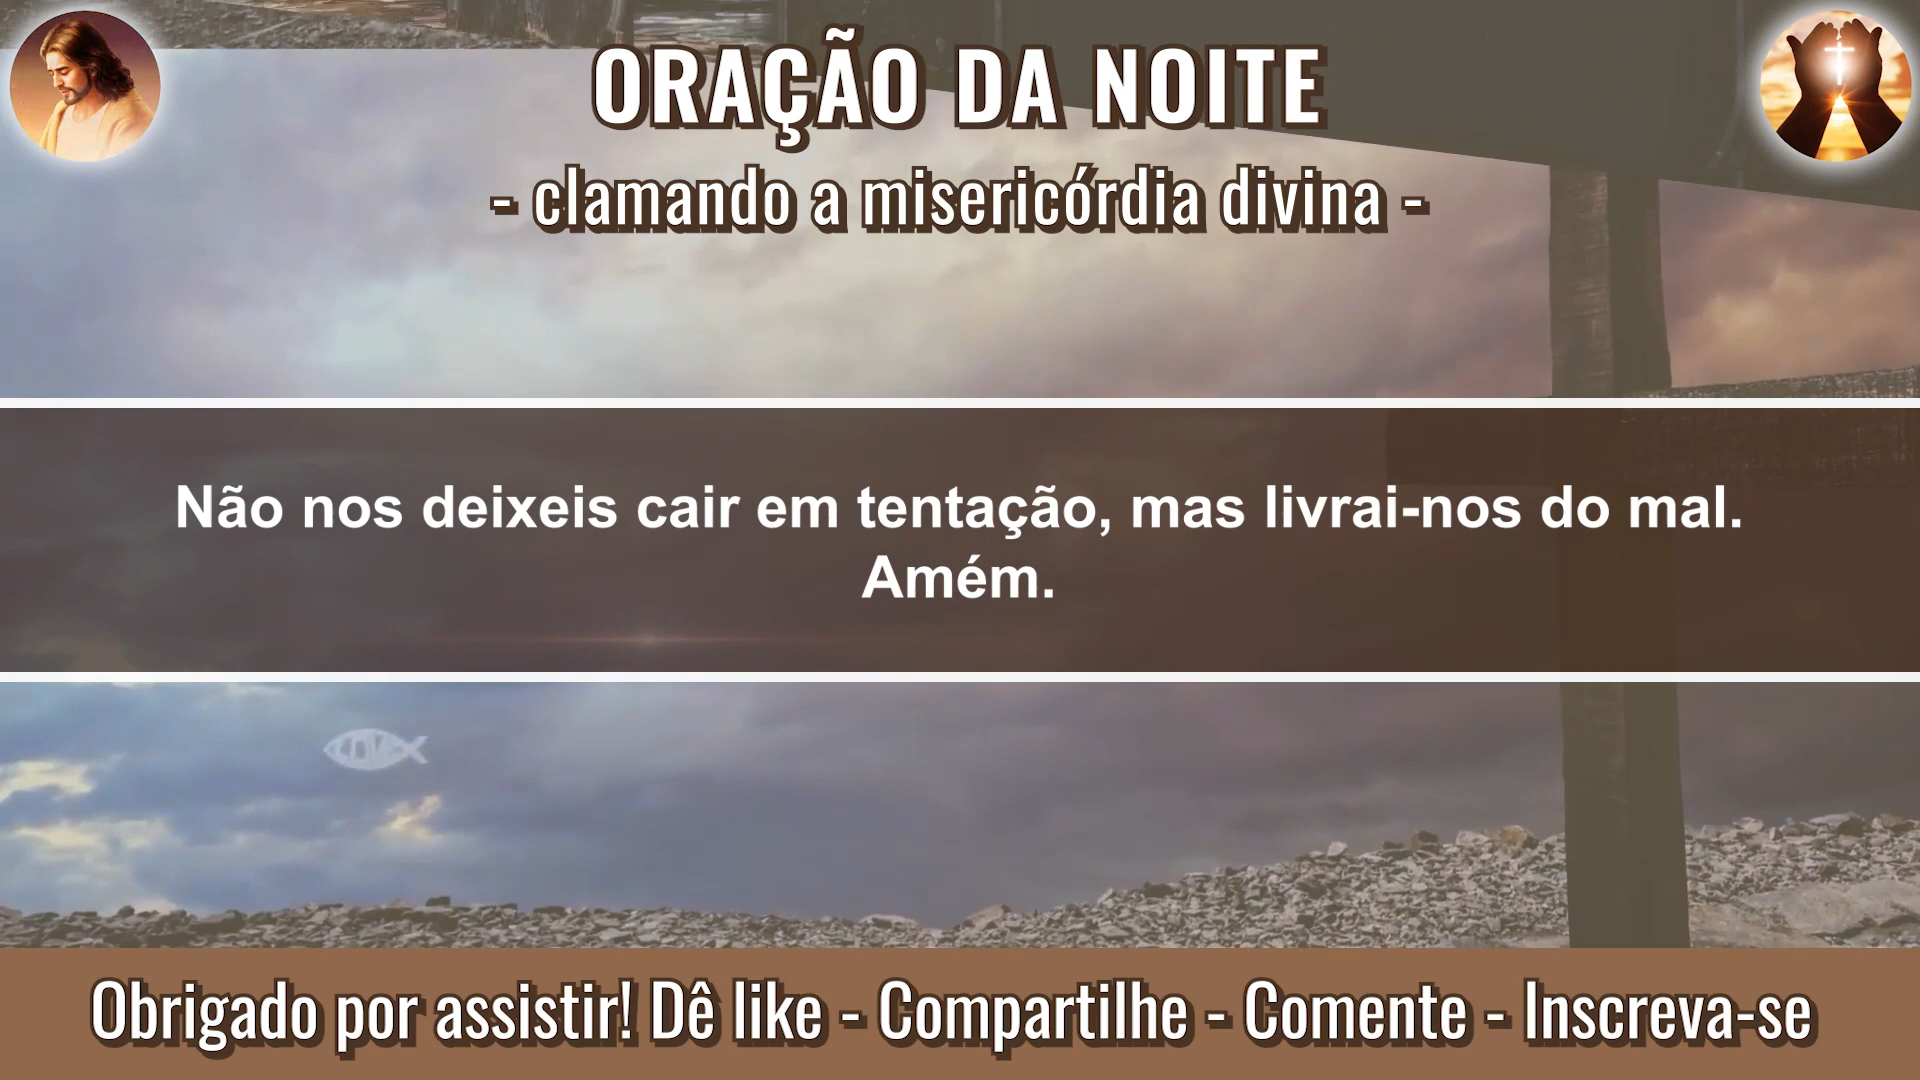 ORAÇÃO DA NOITE
- clamando a misericórdia divina -
Não nos deixeis cair em tentação, mas livrai-nos do mal.
Amém.
Obrigado por assistir! Dê like - Compartilhe - Comente - Inscreva-se